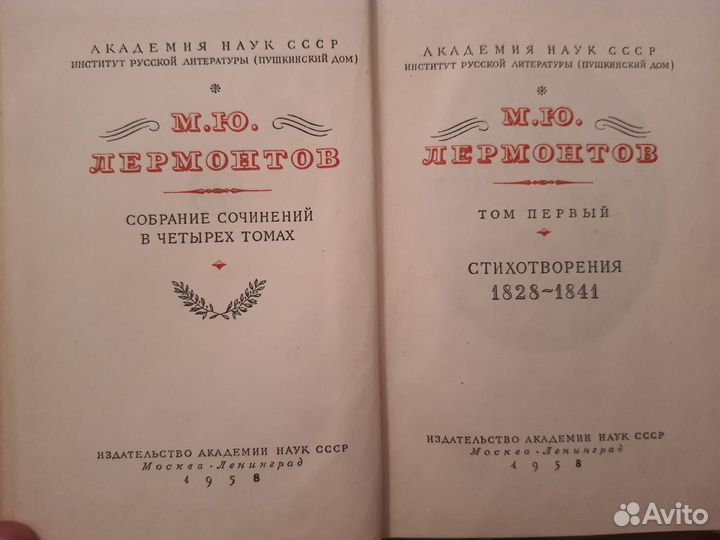 АКАДЕМИЯ НАУК СССР
ИНСТИТУТ РУССКОЙ ЛИТЕРАТУРЫ (ПУШКИНСКИЙ ДОМ)
М.Ю.
ЛЕРМОНТОВ
СОБРАНИЕ СОЧИНЕНИЙ
В ЧЕТЫРЕХ ТОМАХ
ИЗДАТЕЛЬСТВО АКАДЕМИИ НАУК СССР
Москва · Ленинград
1958
АКАДЕМИЯ НАУК СССР
ИНСТИТУТ РУССКОЙ ЛИТЕРАТУРЫ (ПУШКИНСКИЙ ДОМ)
М.Ю.
ЛЕРМОНТОВ
ТОМ ПЕРВЫЙ
СТИХОТВОРЕНИЯ
1828~1841
ИЗДАТЕЛЬСТВО АКАДЕМИИ НАУК СССР
Москва · Ленинград
1958
Avito